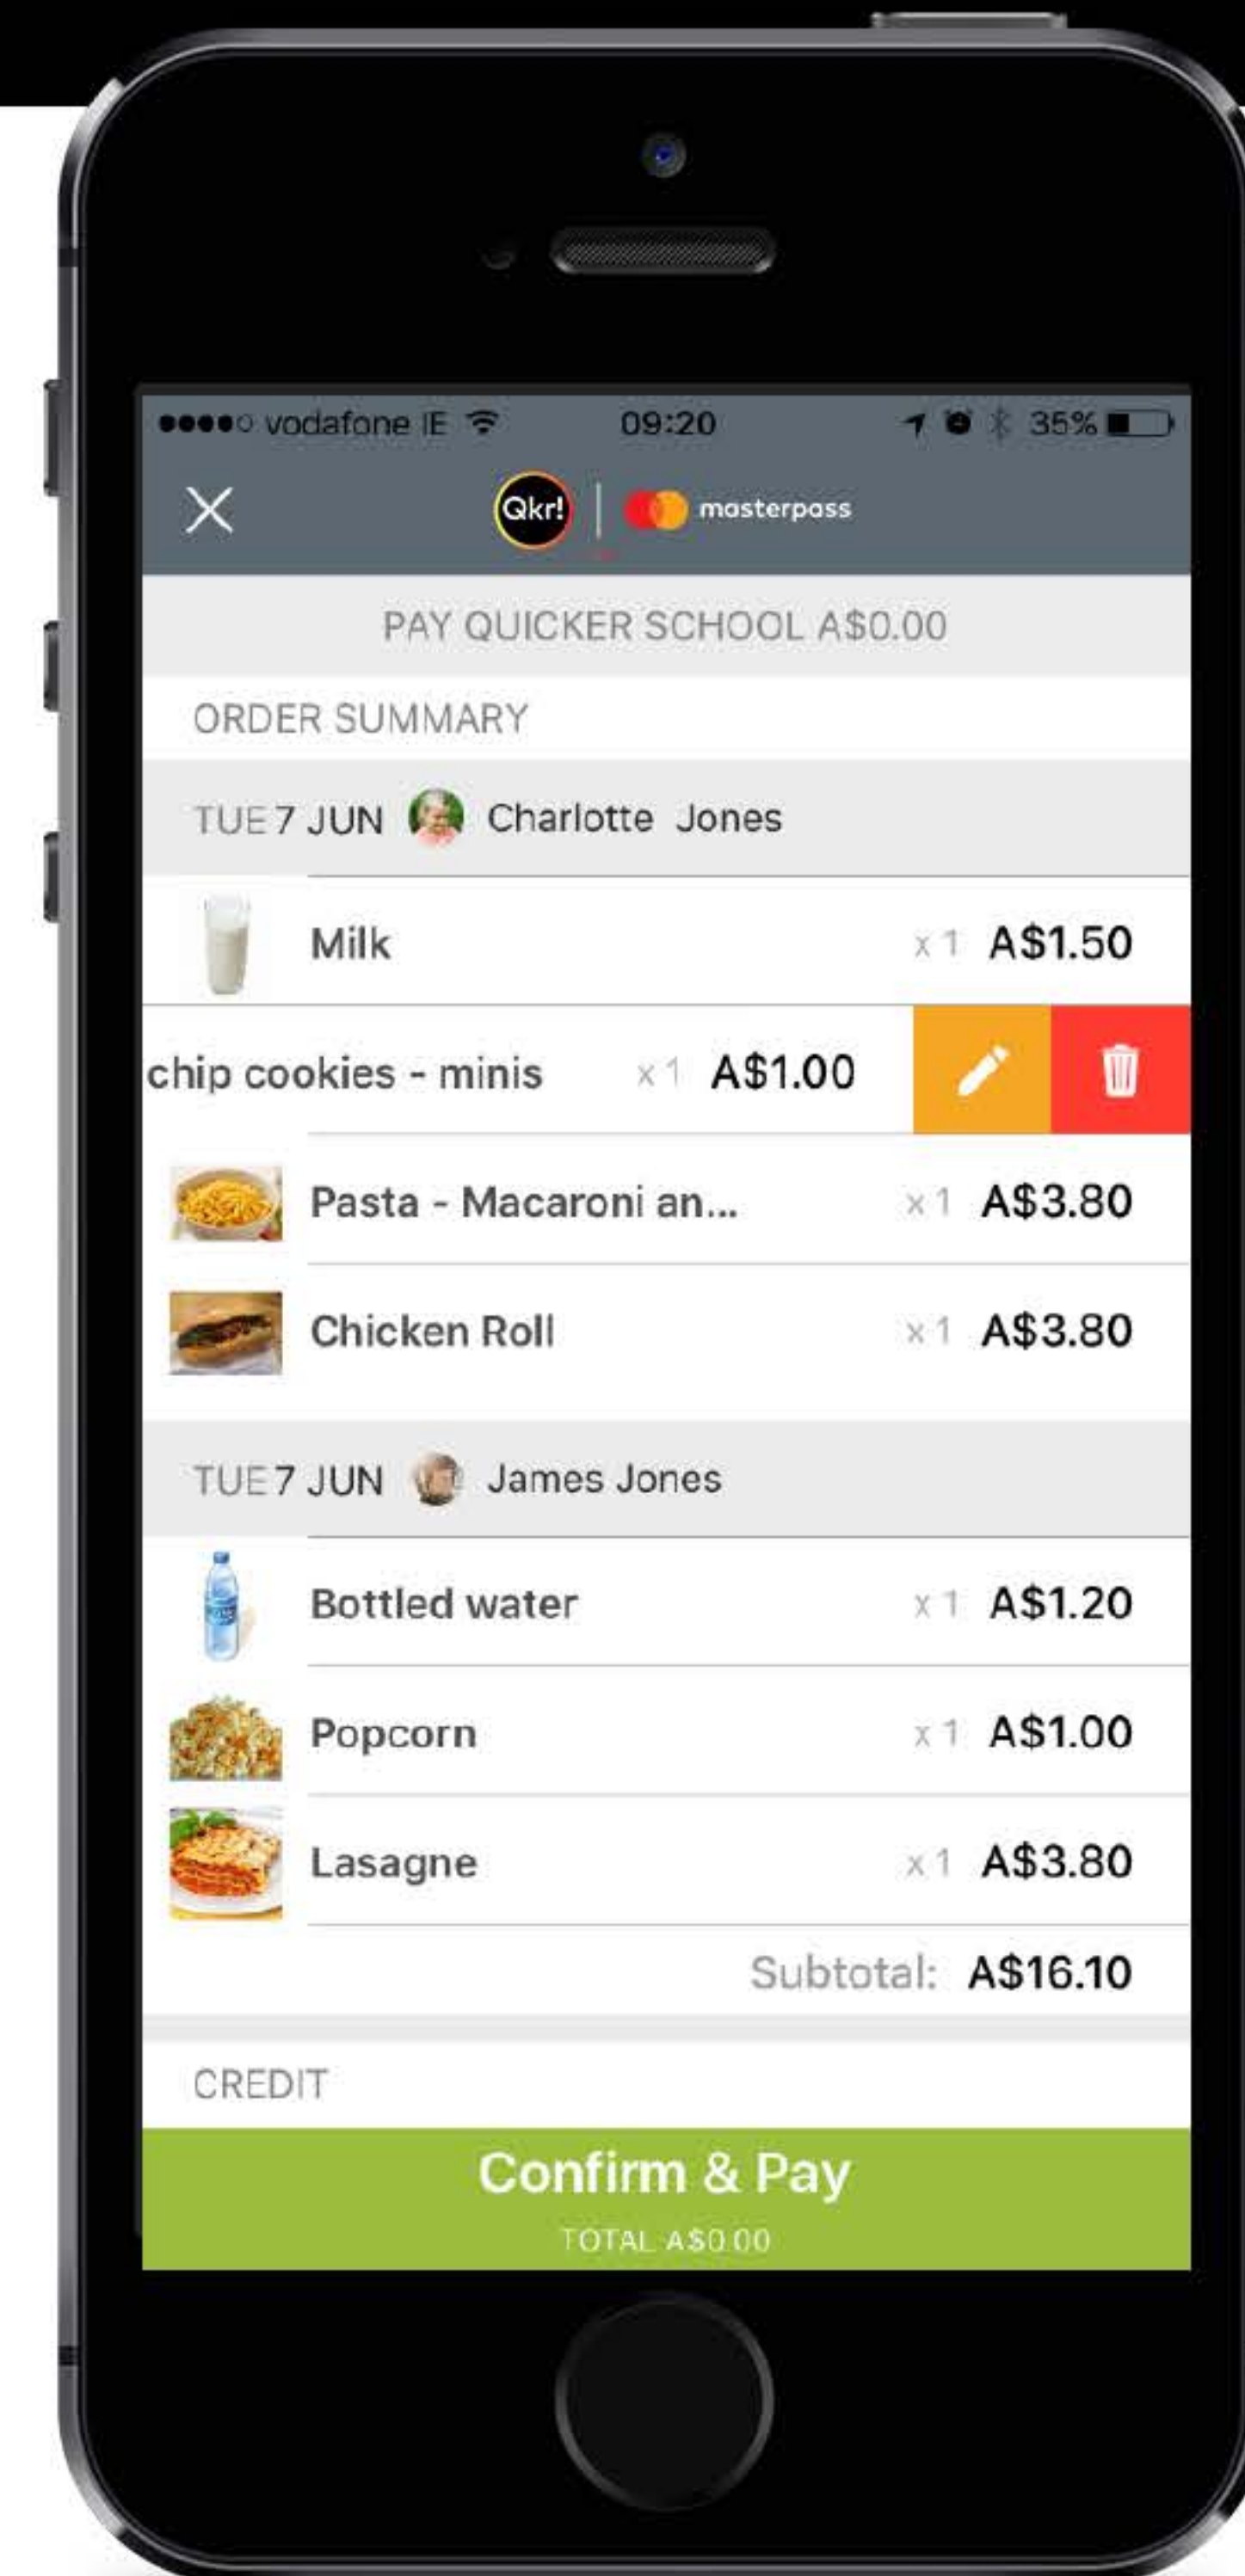 vodafone IE 09:20 35%
Qkr! masterpass
PAY QUICKER SCHOOL A$0.00
ORDER SUMMARY
TUE 7 JUN Charlotte Jones
Milk x 1 A$1.50
chip cookies - minis x 1 A$1.00
Pasta - Macaroni an... x 1 A$3.80
Chicken Roll x 1 A$3.80
TUE 7 JUN James Jones
Bottled water x 1 A$1.20
Popcorn x 1 A$1.00
Lasagne x 1 A$3.80
Subtotal: A$16.10
CREDIT
Confirm & Pay
TOTAL A$0.00